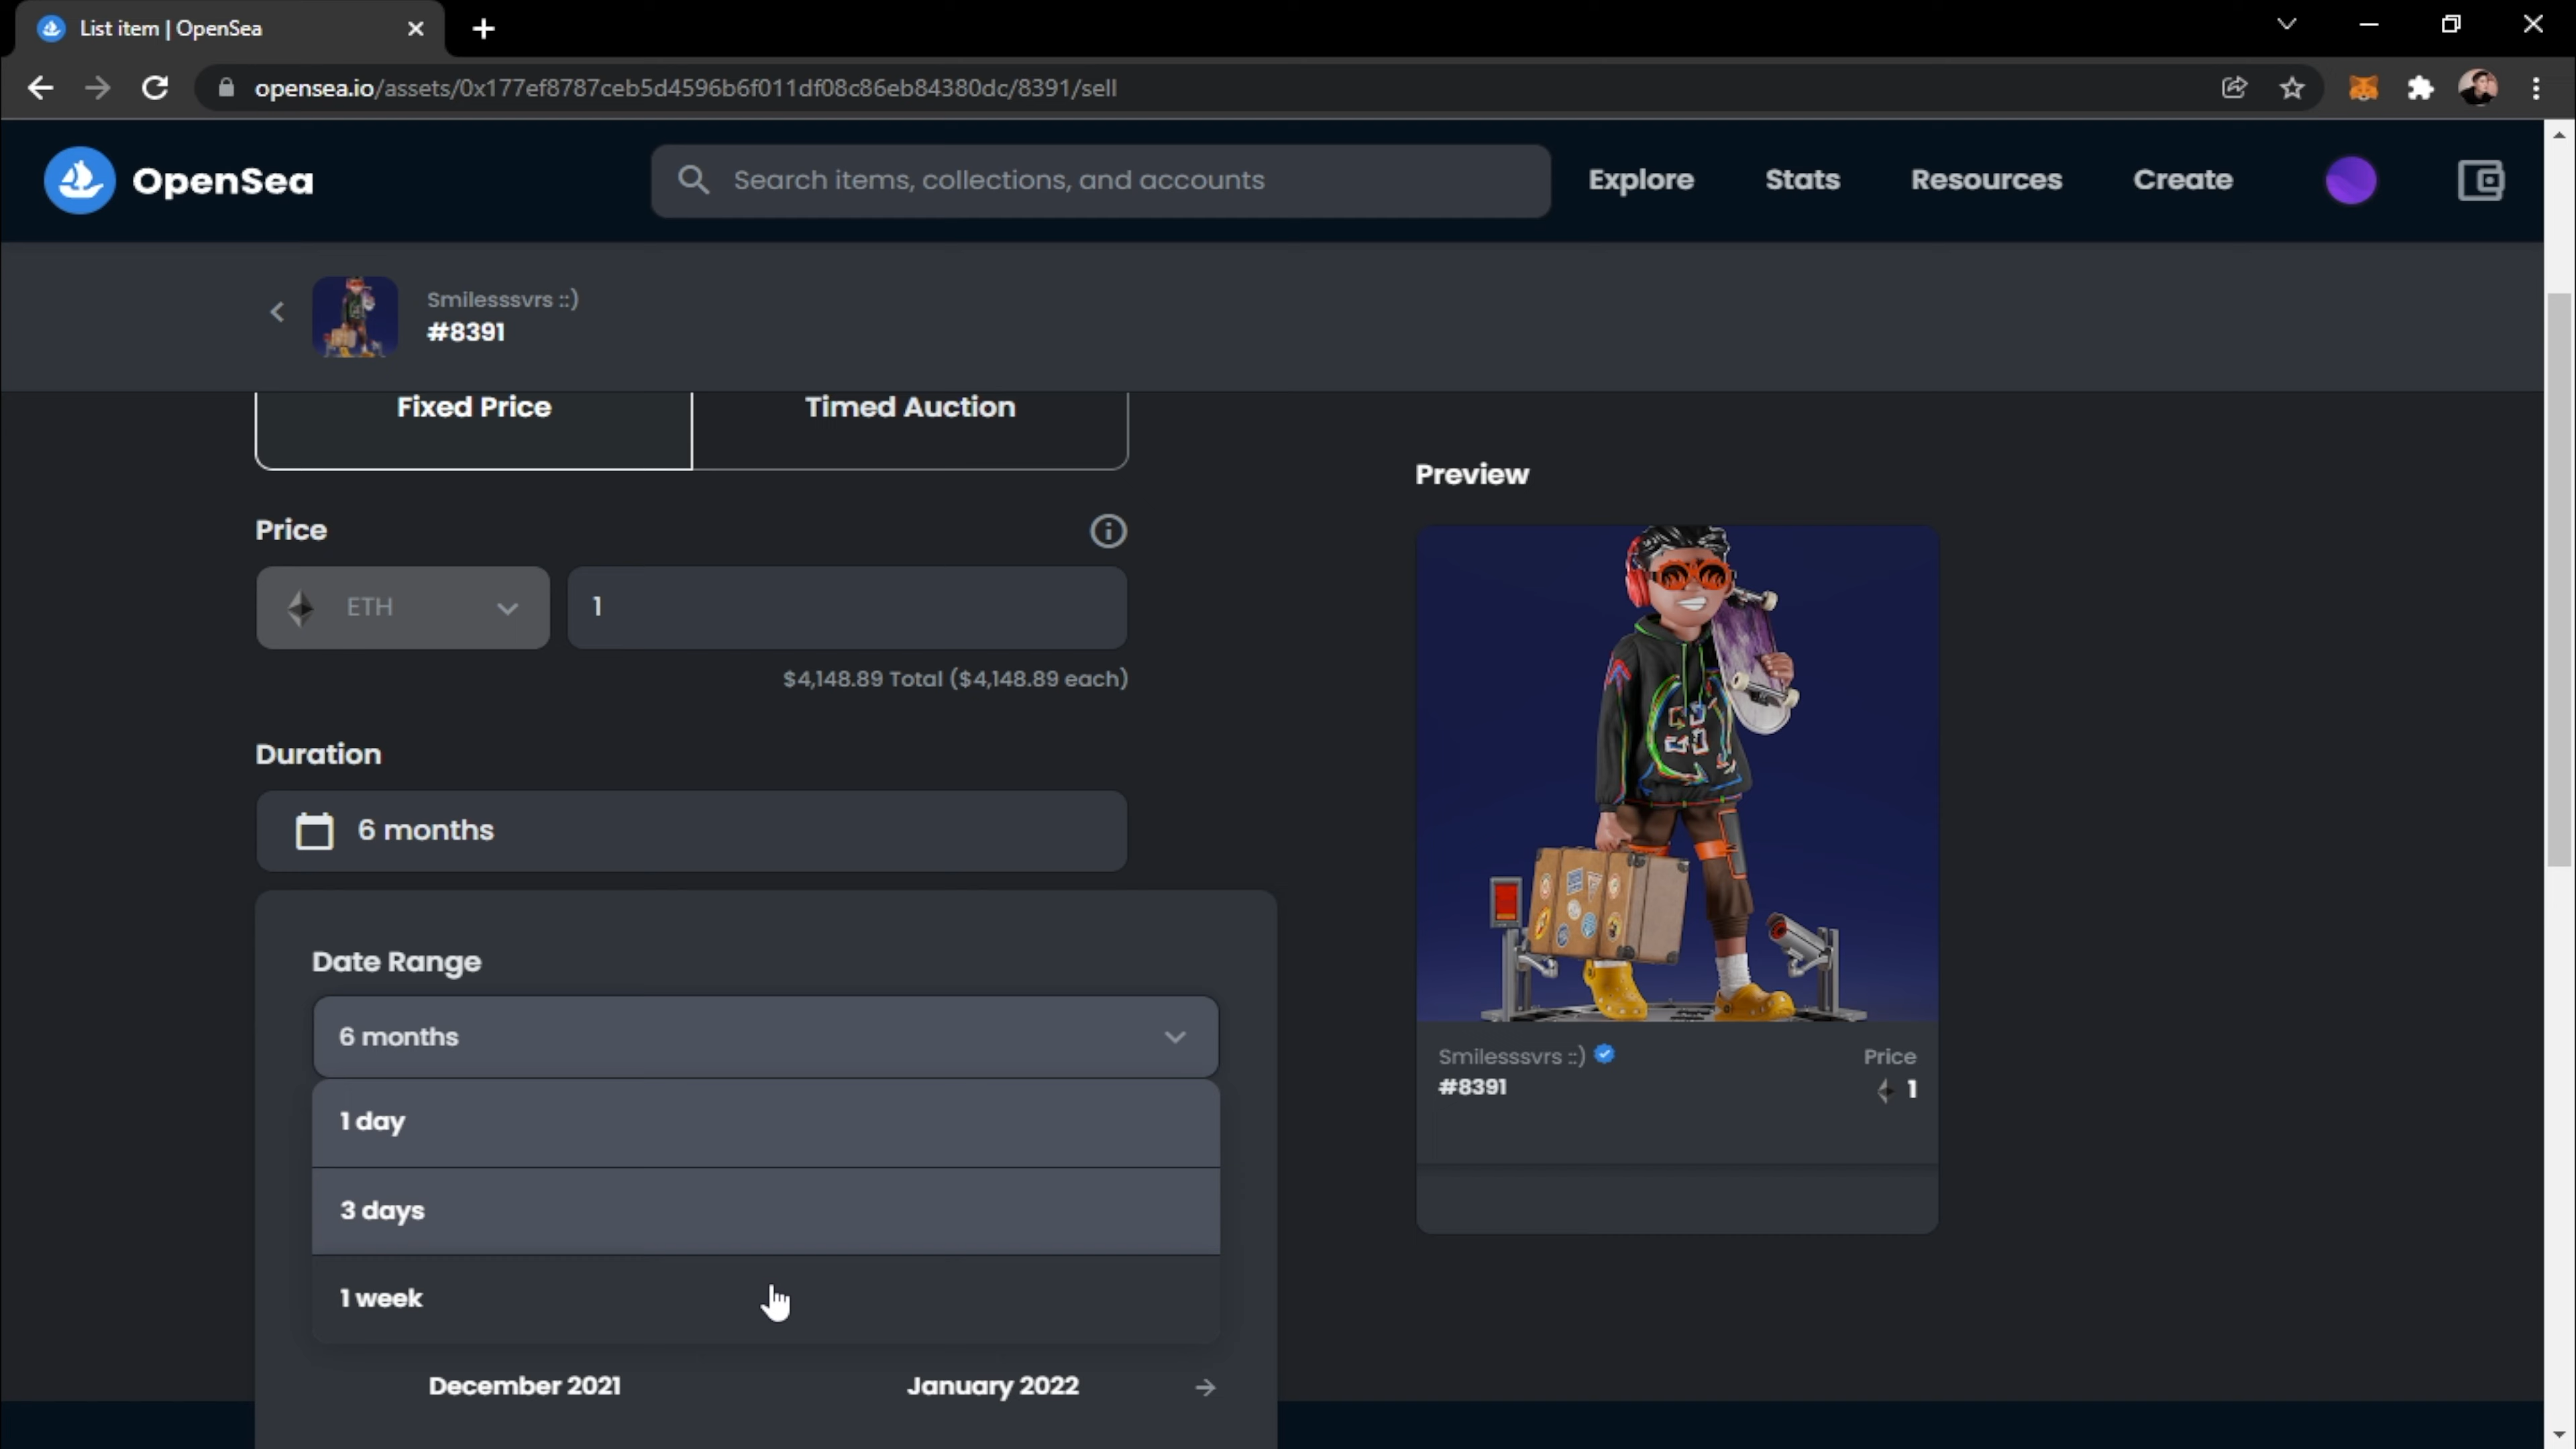 List item | OpenSea
opensea.io/assets/0x177ef8787ceb5d4596b6f011df08c86eb84380dc/8391/sell
OpenSea
Search items, collections, and accounts
Explore
Stats
Resources
Create
Smilesssvrs ::)
#8391
Fixed Price
Timed Auction
Price
ETH
1
$4,148.89 Total ($4,148.89 each)
Duration
6 months
Date Range
6 months
1 day
3 days
1 week
December 2021
January 2022
Preview
Smilesssvrs ::)
Price
#8391
1